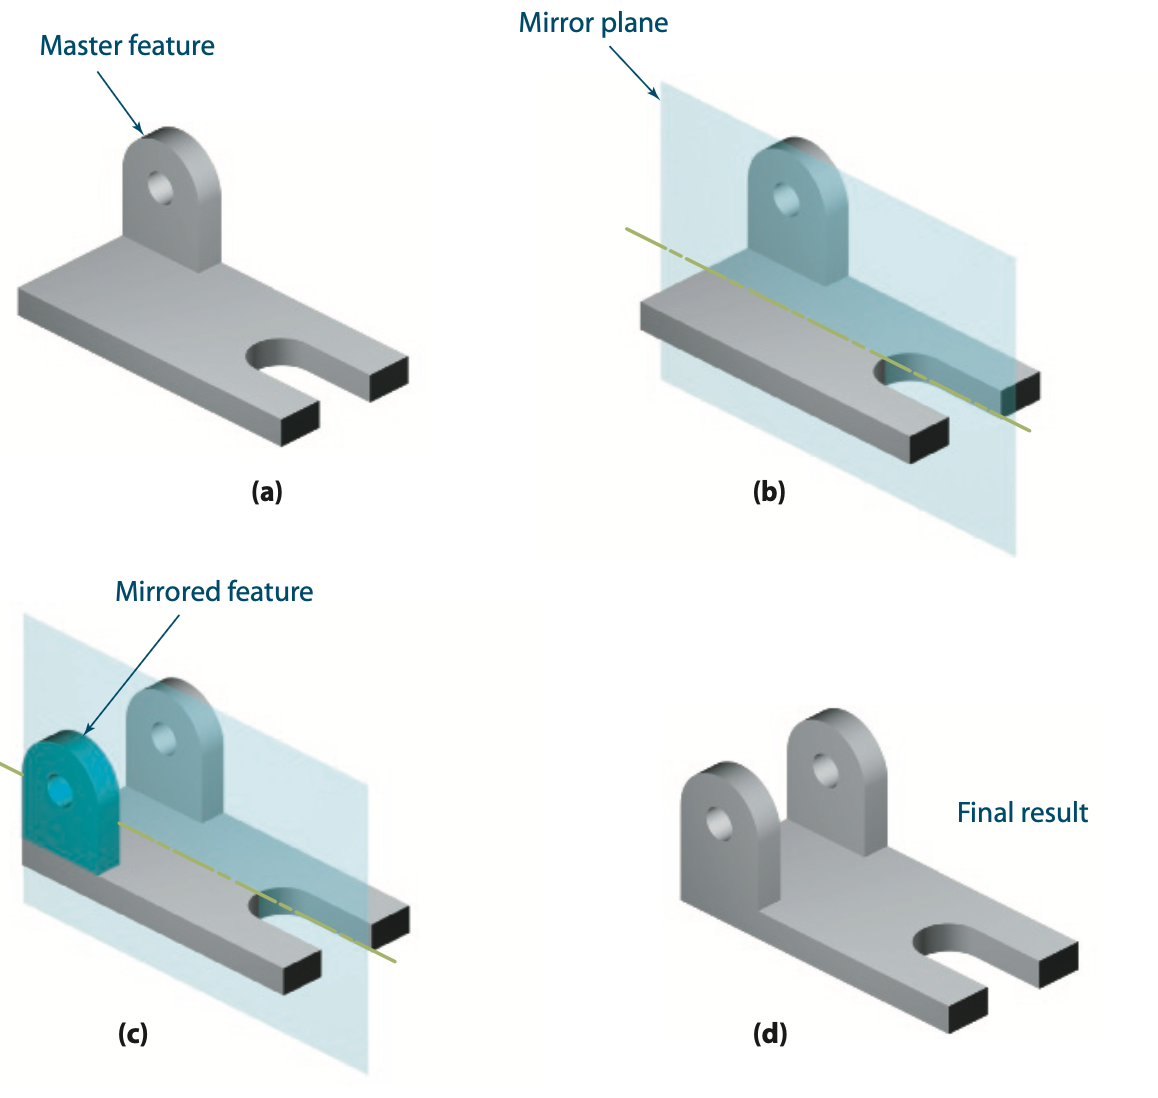 Master feature
Mirror plane
(a)
(b)
Mirrored feature
Final result
(c)
(d)